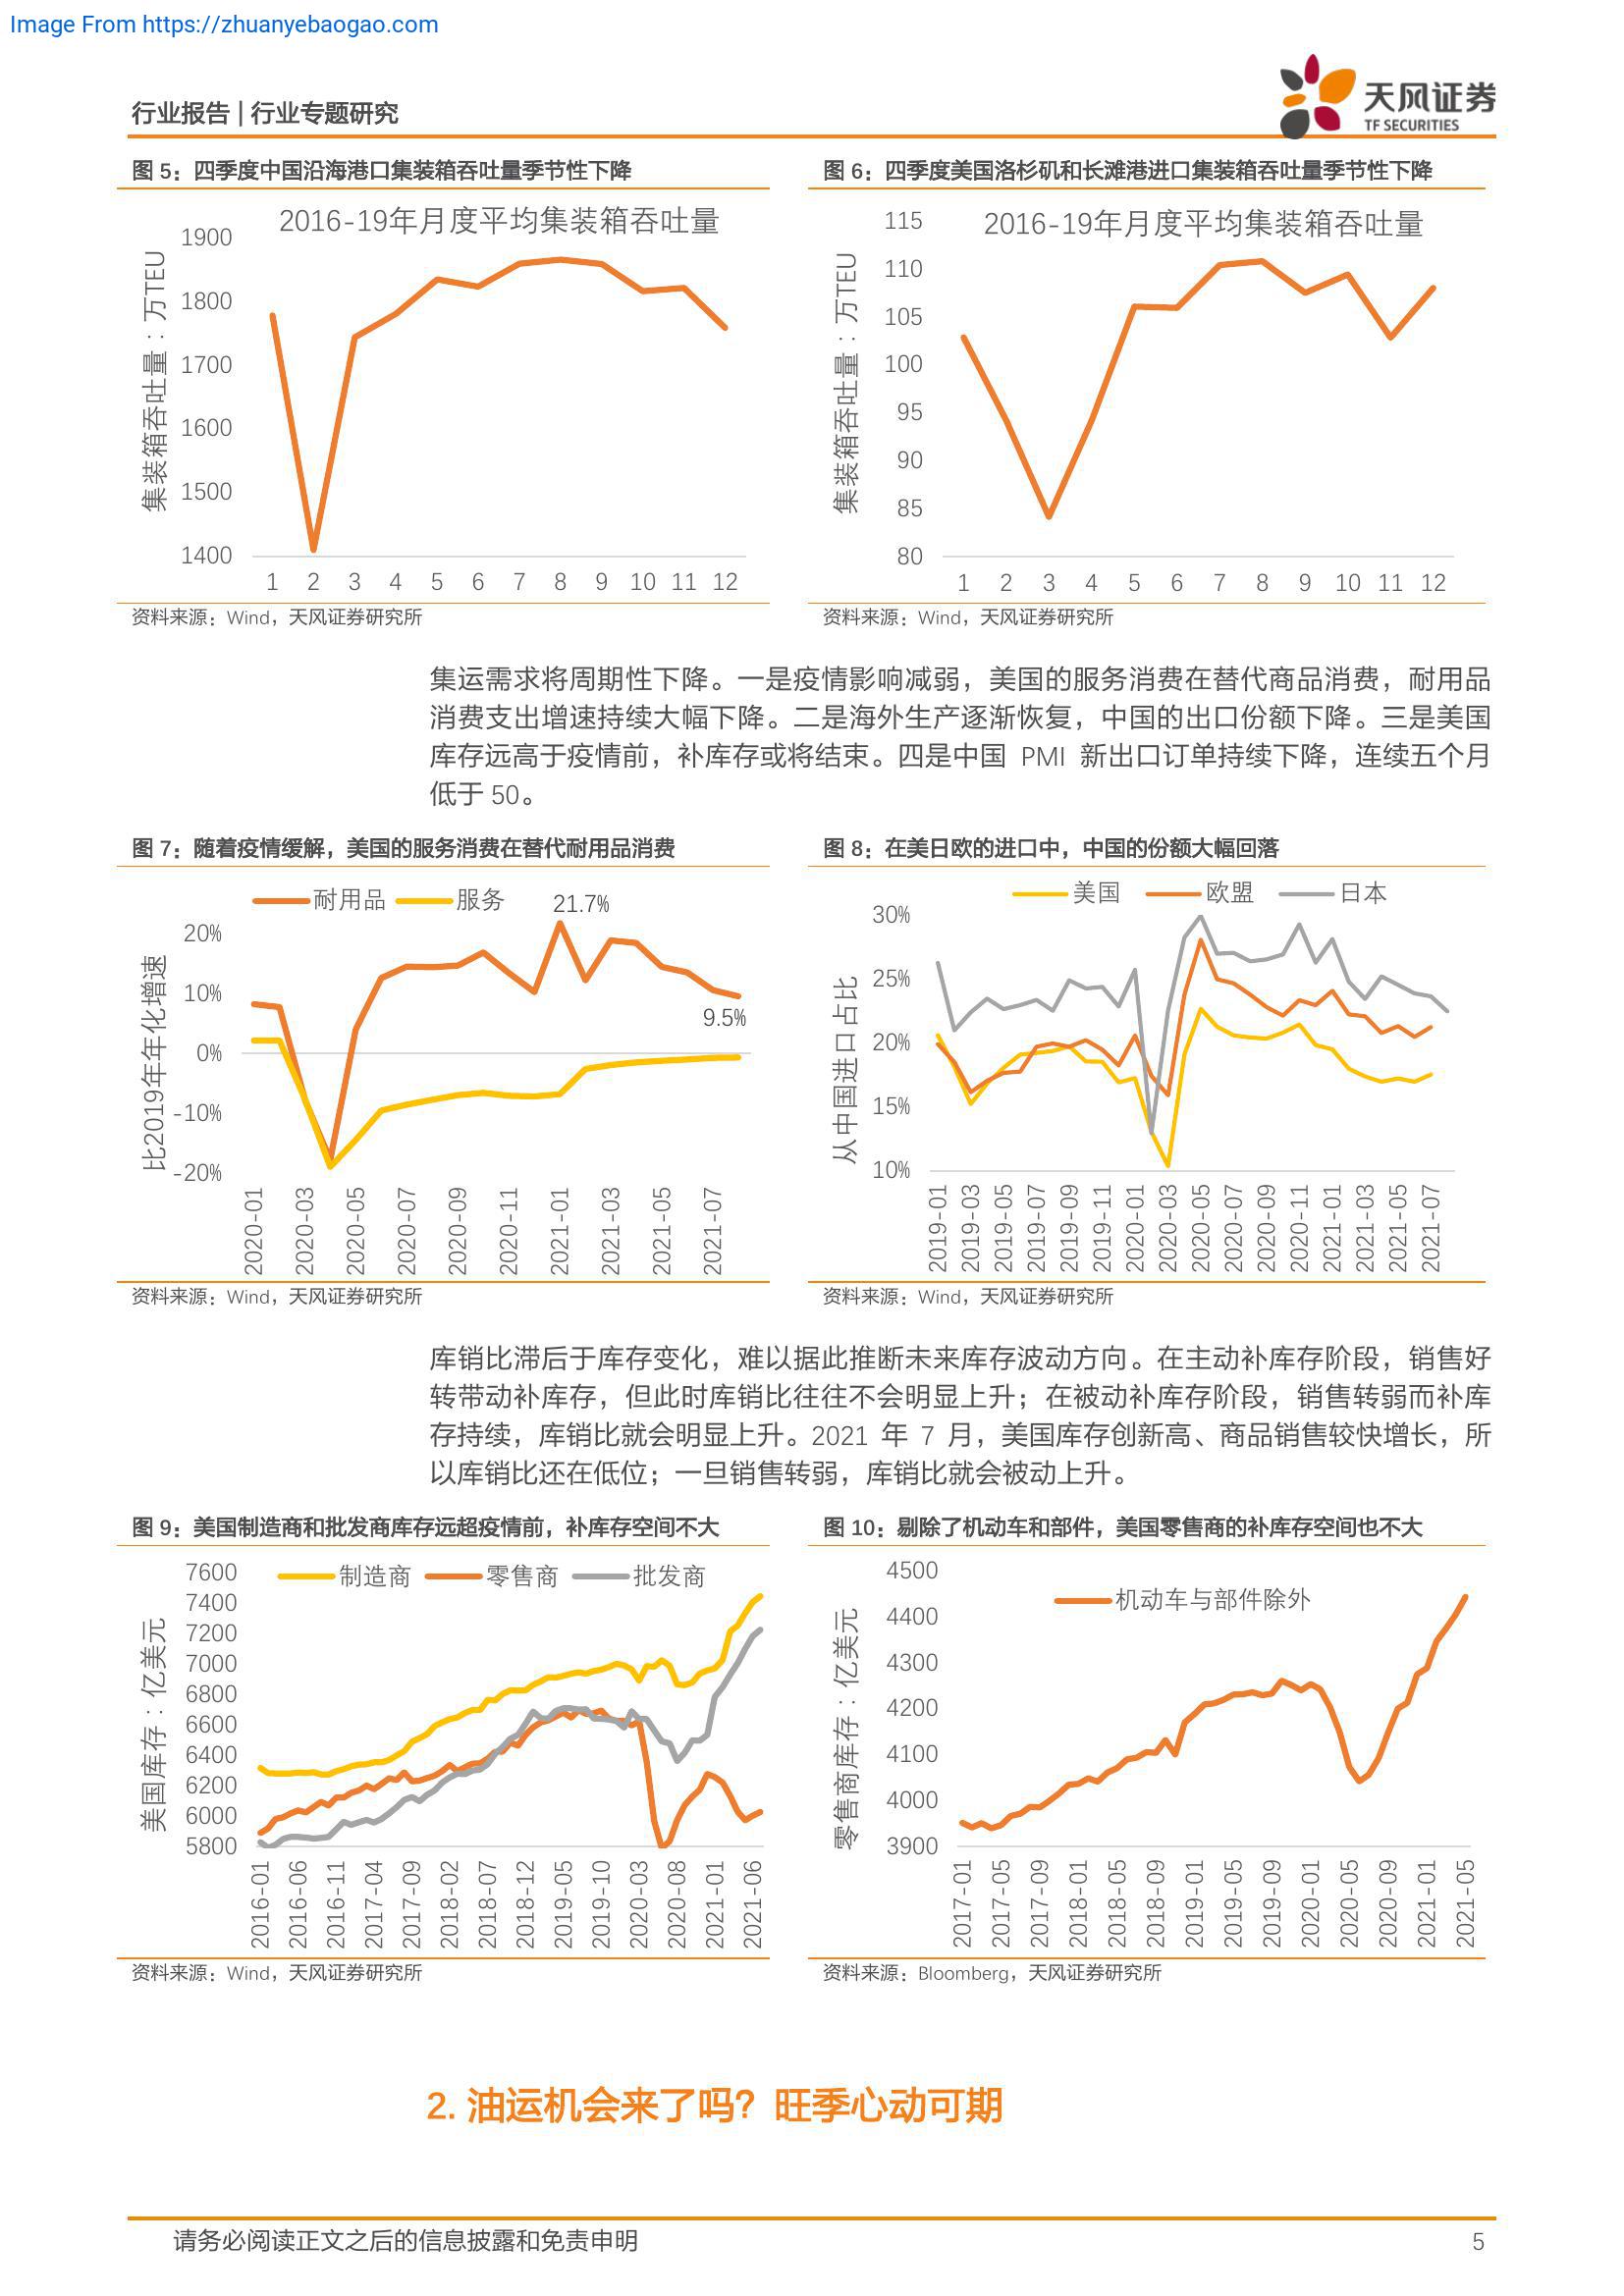 Image From https://zhuanyebaogao.com
行业报告 | 行业专题研究
天风证券
TF SECURITIES
图 5：四季度中国沿海港口集装箱吞吐量季节性下降
2016-19年月度平均集装箱吞吐量
集装箱吞吐量：万TEU
1900
1800
1700
1600
1500
1400
1 2 3 4 5 6 7 8 9 10 11 12
资料来源：Wind，天风证券研究所
图 6：四季度美国洛杉矶和长滩港进口集装箱吞吐量季节性下降
2016-19年月度平均集装箱吞吐量
集装箱吞吐量：万TEU
115
110
105
100
95
90
85
80
1 2 3 4 5 6 7 8 9 10 11 12
资料来源：Wind，天风证券研究所
集运需求将周期性下降。一是疫情影响减弱，美国的服务消费在替代商品消费，耐用品
消费支出增速持续大幅下降。二是海外生产逐渐恢复，中国的出口份额下降。三是美国
库存远高于疫情前，补库存或将结束。四是中国 PMI 新出口订单持续下降，连续五个月
低于 50。
图 7：随着疫情缓解，美国的服务消费在替代耐用品消费
耐用品 服务
21.7%
9.5%
比2019年年化增速
20%
10%
0%
-10%
-20%
2020-01 2020-03 2020-05 2020-07 2020-09 2020-11 2021-01 2021-03 2021-05 2021-07
资料来源：Wind，天风证券研究所
图 8：在美日欧的进口中，中国的份额大幅回落
美国 欧盟 日本
从中国进口占比
30%
25%
20%
15%
10%
2019-01 2019-03 2019-05 2019-07 2019-09 2019-11 2020-01 2020-03 2020-05 2020-07 2020-09 2020-11 2021-01 2021-03 2021-05 2021-07
资料来源：Wind，天风证券研究所
库销比滞后于库存变化，难以据此推断未来库存波动方向。在主动补库存阶段，销售好
转带动补库存，但此时库销比往往不会明显上升；在被动补库存阶段，销售转弱而补库
存持续，库销比就会明显上升。2021 年 7 月，美国库存创新高、商品销售较快增长，所
以库销比还在低位；一旦销售转弱，库销比就会被动上升。
图 9：美国制造商和批发商库存远超疫情前，补库存空间不大
制造商 零售商 批发商
美国库存：亿美元
7600
7400
7200
7000
6800
6600
6400
6200
6000
5800
2016-01 2016-06 2016-11 2017-04 2017-09 2018-02 2018-07 2018-12 2019-05 2019-10 2020-03 2020-08 2021-01 2021-06
资料来源：Wind，天风证券研究所
图 10：剔除了机动车和部件，美国零售商的补库存空间也不大
机动车与部件除外
零售商库存：亿美元
4500
4400
4300
4200
4100
4000
3900
2017-01 2017-05 2017-09 2018-01 2018-05 2018-09 2019-01 2019-05 2019-09 2020-01 2020-05 2020-09 2021-01 2021-05
资料来源：Bloomberg，天风证券研究所
2. 油运机会来了吗？旺季心动可期
请务必阅读正文之后的信息披露和免责申明
5